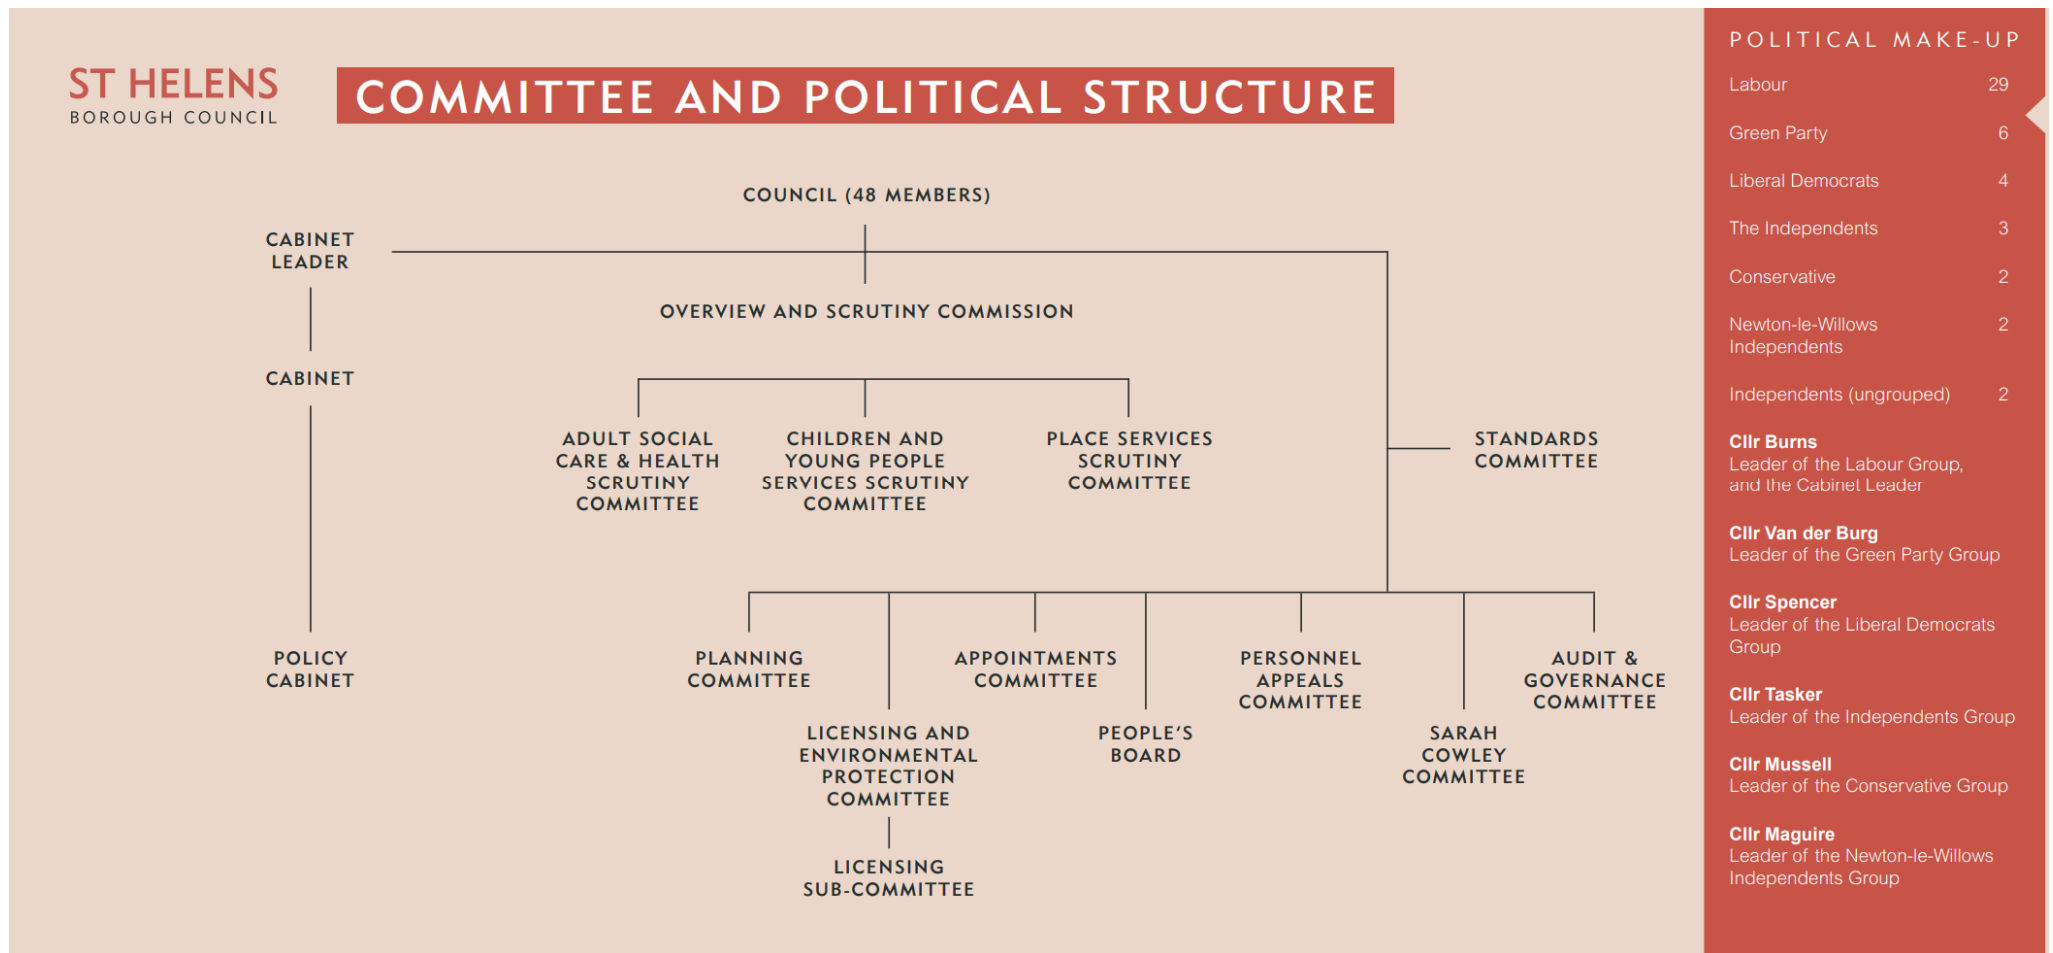 ST HELENS
BOROUGH COUNCIL
COMMITTEE AND POLITICAL STRUCTURE
COUNCIL (48 MEMBERS)
CABINET
LEADER
OVERVIEW AND SCRUTINY COMMISSION
CABINET
ADULT SOCIAL
CARE & HEALTH
SCRUTINY
COMMITTEE
CHILDREN AND
YOUNG PEOPLE
SERVICES SCRUTINY
COMMITTEE
PLACE SERVICES
SCRUTINY
COMMITTEE
STANDARDS
COMMITTEE
POLICY
CABINET
PLANNING
COMMITTEE
LICENSING AND
ENVIRONMENTAL
PROTECTION
COMMITTEE
LICENSING
SUB-COMMITTEE
APPOINTMENTS
COMMITTEE
PEOPLE'S
BOARD
PERSONNEL
APPEALS
COMMITTEE
SARAH
COWLEY
COMMITTEE
AUDIT &
GOVERNANCE
COMMITTEE
POLITICAL MAKE-UP
Labour 29
Green Party 6
Liberal Democrats 4
The Independents 3
Conservative 2
Newton-le-Willows 2
Independents
Independents (ungrouped) 2
Cllr Burns
Leader of the Labour Group,
and the Cabinet Leader
Cllr Van der Burg
Leader of the Green Party Group
Cllr Spencer
Leader of the Liberal Democrats
Group
Cllr Tasker
Leader of the Independents Group
Cllr Mussell
Leader of the Conservative Group
Cllr Maguire
Leader of the Newton-le-Willows
Independents Group